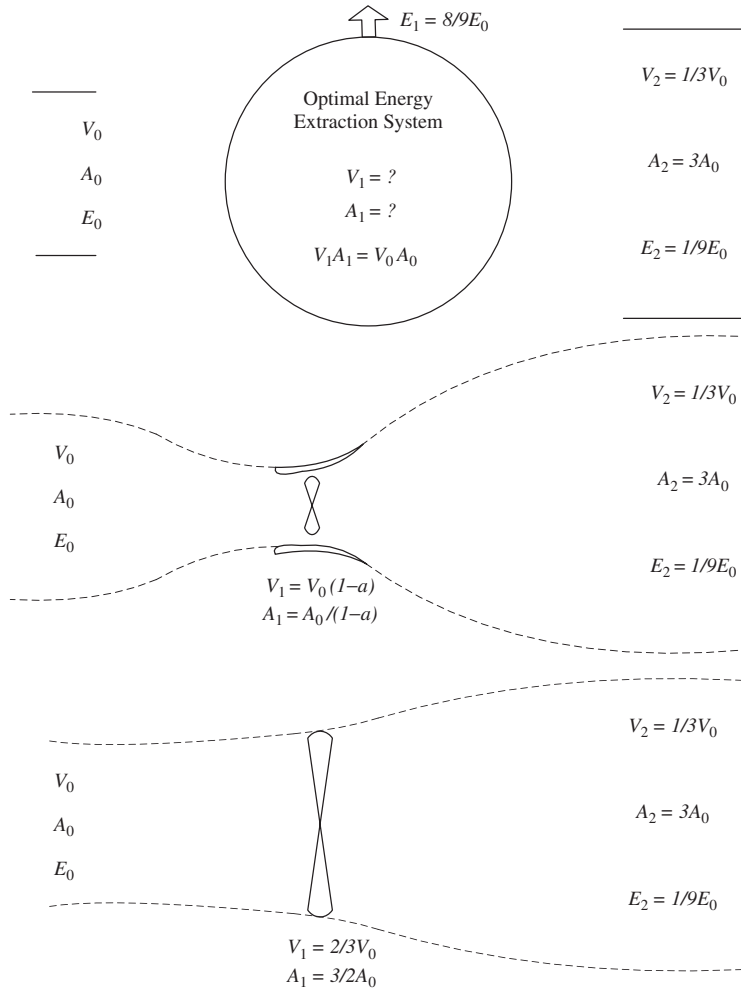 E₁ = 8/9E₀
V₂ = 1/3V₀
Optimal Energy
Extraction System
V₀
A₀
E₀
V₁ = ?
A₁ = ?
V₁A₁ = V₀A₀
A₂ = 3A₀
E₂ = 1/9E₀
V₂ = 1/3V₀
V₀
A₀
E₀
A₂ = 3A₀
E₂ = 1/9E₀
V₁ = V₀(1–a)
A₁ = A₀/(1–a)
V₂ = 1/3V₀
V₀
A₀
E₀
A₂ = 3A₀
E₂ = 1/9E₀
V₁ = 2/3V₀
A₁ = 3/2A₀